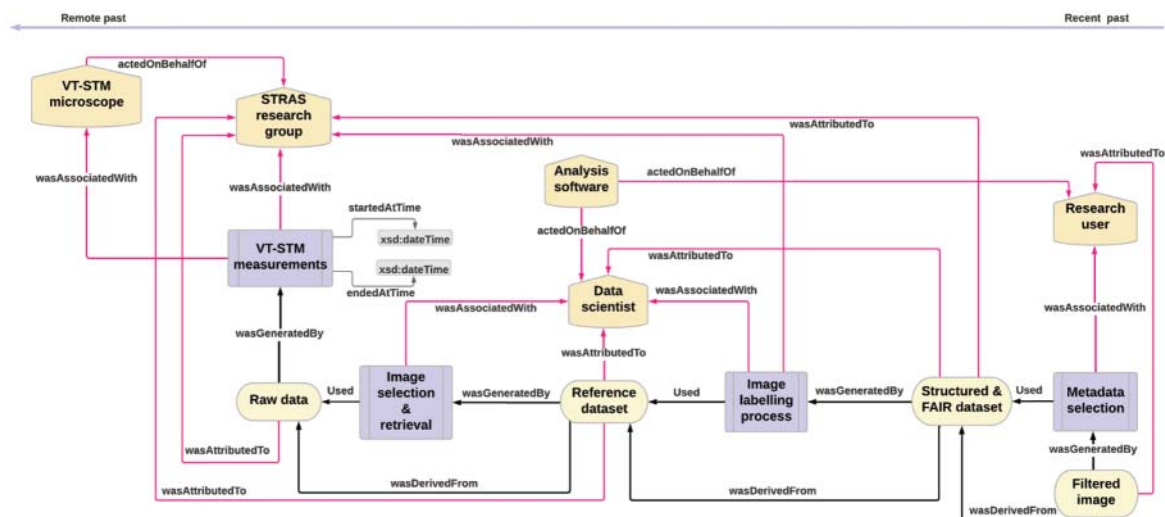 Remote past
Recent past
actedOnBehalfOf
VT-STM
microscope
STRAS
research
group
wasAttributedTo
wasAssociatedWith
wasAttributedTo
Analysis
software
actedOnBehalfOf
wasAssociatedWith
wasAssociatedWith
Research
user
startedAtTime
xsd:dateTime
actedOnBehalfOf
VT-STM
measurements
xsd:dateTime
wasAttributedTo
endedAtTime
Data
scientist
wasAssociatedWith
wasAssociatedWith
wasAssociatedWith
wasGeneratedBy
wasAttributedTo
Raw data
Used
Image
selection
&
retrieval
wasGeneratedBy
Reference
dataset
Used
Image
labelling
process
wasGeneratedBy
Structured &
FAIR dataset
Used
Metadada
selection
wasAttributedTo
wasGeneratedBy
wasDerivedFrom
wasDerivedFrom
wasAttributedTo
Filtered
image
wasDerivedFrom